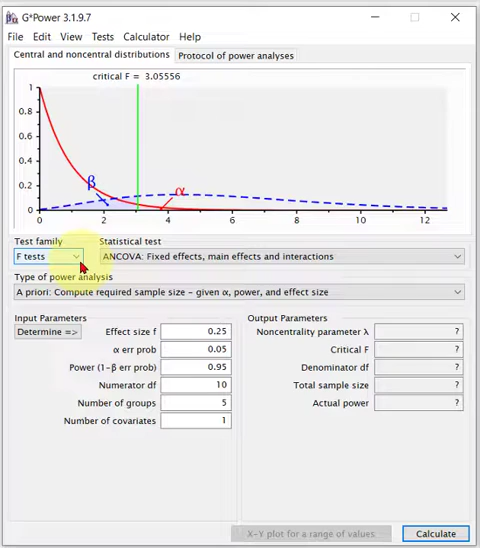 G*Power 3.1.9.7
File Edit View Tests Calculator Help
Central and noncentral distributions Protocol of power analyses
critical F = 3.05556
1
0.8
0.6
0.4
0.2
0
β
α
0 2 4 6 8 10 12
Test family Statistical test
F tests ANCOVA: Fixed effects, main effects and interactions
Type of power analysis
A priori: Compute required sample size – given α, power, and effect size
Input Parameters Output Parameters
Determine => Effect size f 0.25 Noncentrality parameter λ ?
α err prob 0.05 Critical F ?
Power (1-β err prob) 0.95 Denominator df ?
Numerator df 10 Total sample size ?
Number of groups 5 Actual power ?
Number of covariates 1
X-Y plot for a range of values Calculate